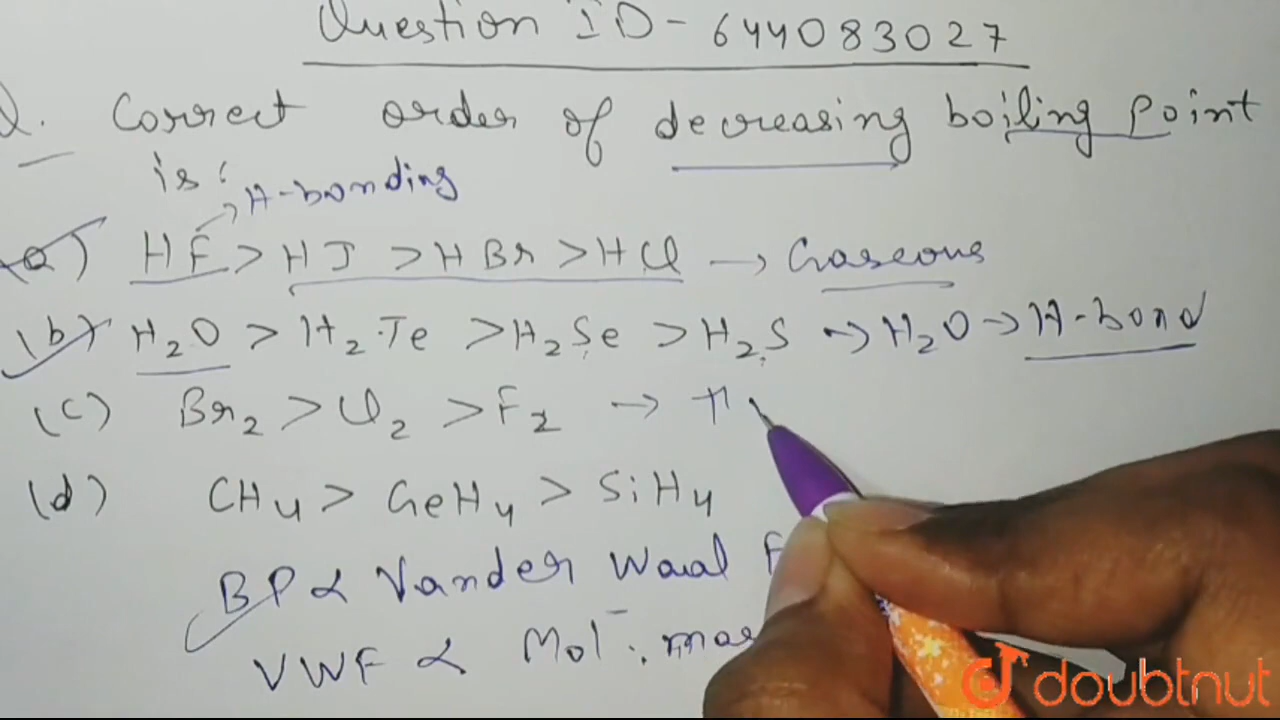 Question ID - 644083027
Q. Correct order of decreasing boiling point
is :
→ H-bonding
(a) HF > HI > HBr > HCl → Gaseous
(b) H₂O > H₂Te > H₂Se > H₂S → H₂O → H-bond
(c) Br₂ > Cl₂ > F₂ →
(d) CH₄ > GeH₄ > SiH₄
BP ∝ Vander Waal F
VWF ∝ Mol. mas
doubtnut